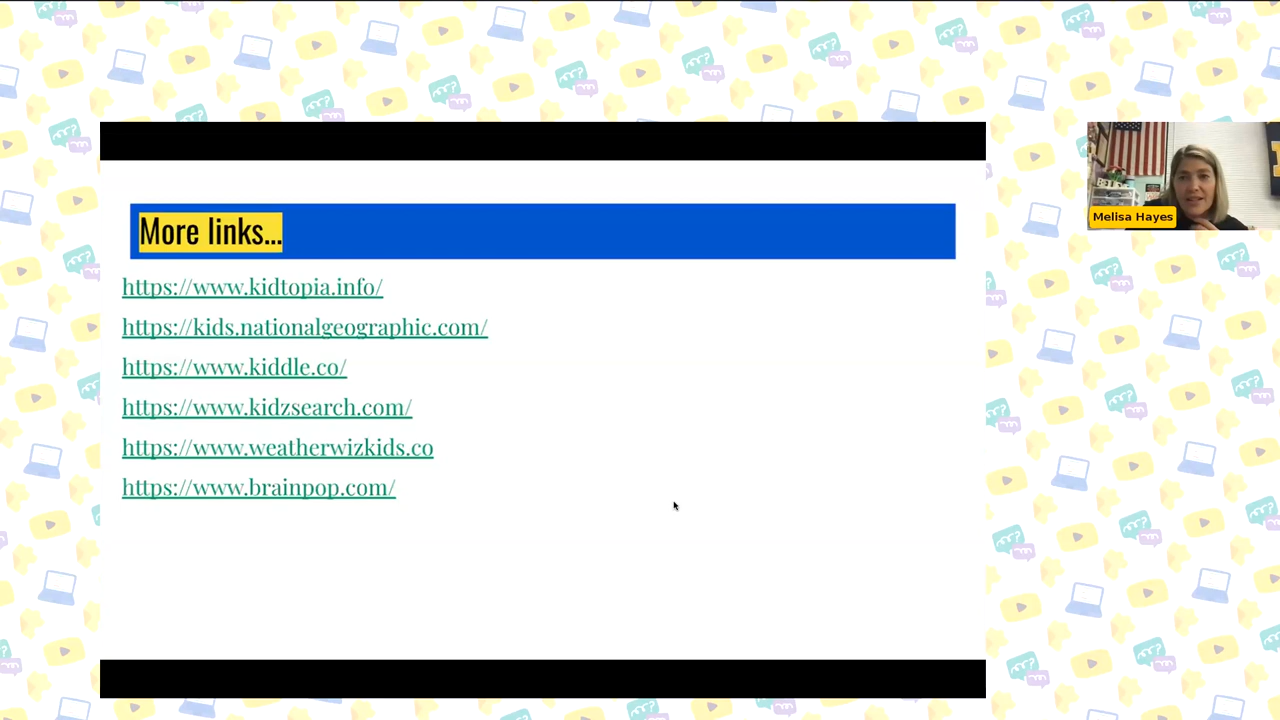 More links...
https://www.kidtopia.info/
https://kids.nationalgeographic.com/
https://www.kiddle.co/
https://www.kidzsearch.com/
https://www.weatherwizkids.co
https://www.brainpop.com/
Melisa Hayes